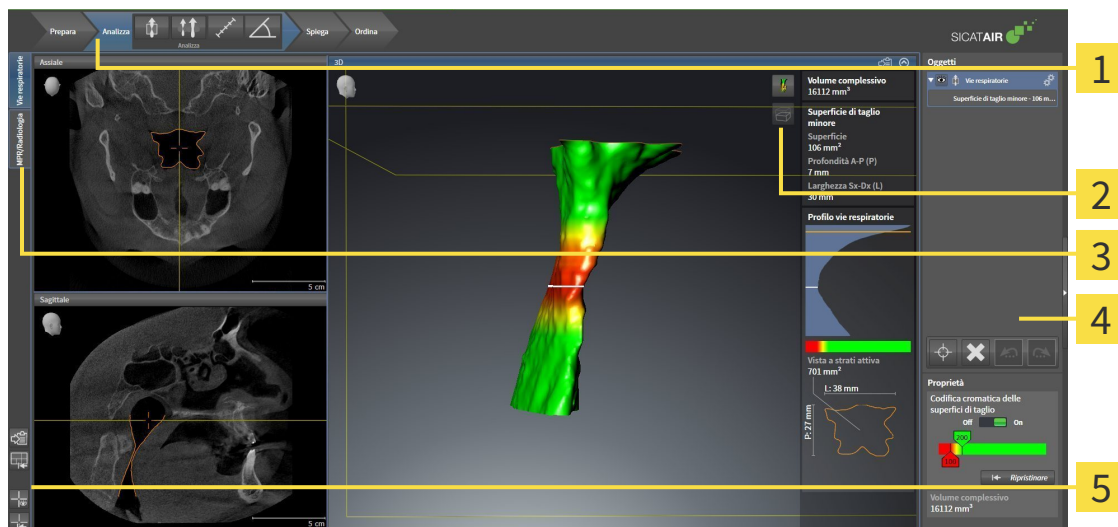 Prepara
Analizza
Analizza
Spiega
Ordina
SICATAIR
1
Vie respiratorie
MPR/Radiologia
Assiale
5 cm
Sagittale
5 cm
3D
Volume complessivo
16112 mm³
Superficie di taglio
minore
Superficie
106 mm²
Profondità A-P (P)
7 mm
Larghezza Sx-Dx (L)
30 mm
Profilo vie respiratorie
Vista a strati attiva
701 mm²
L: 38 mm
P: 27 mm
Oggetti
Vie respiratorie
Superficie di taglio minore - 106 m...
2
3
4
Proprietà
Codifica cromatica delle
superfici di taglio
Off On
200
100
Ripristinare
5
Volume complessivo
16112 mm³